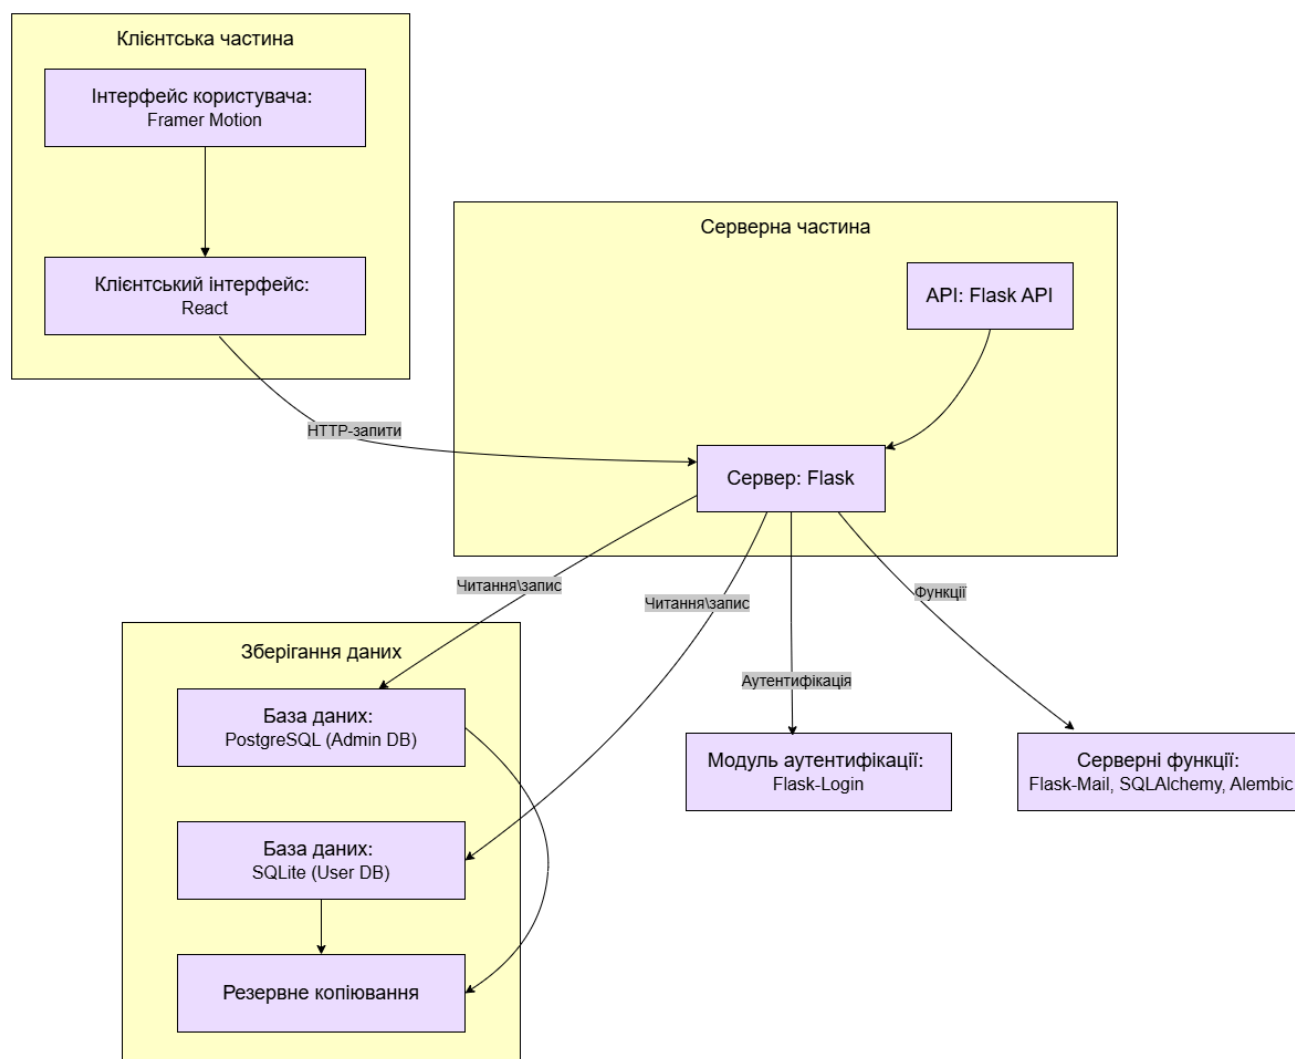 Клієнтська частина
Інтерфейс користувача:
Framer Motion
Клієнтський інтерфейс:
React
HTTP-запити
Серверна частина
API: Flask API
Сервер: Flask
Читання\запис
Читання\запис
Функції
Аутентифікація
Зберігання даних
База даних:
PostgreSQL (Admin DB)
База даних:
SQLite (User DB)
Резервне копіювання
Модуль аутентифікації:
Flask-Login
Серверні функції:
Flask-Mail, SQLAlchemy, Alembic